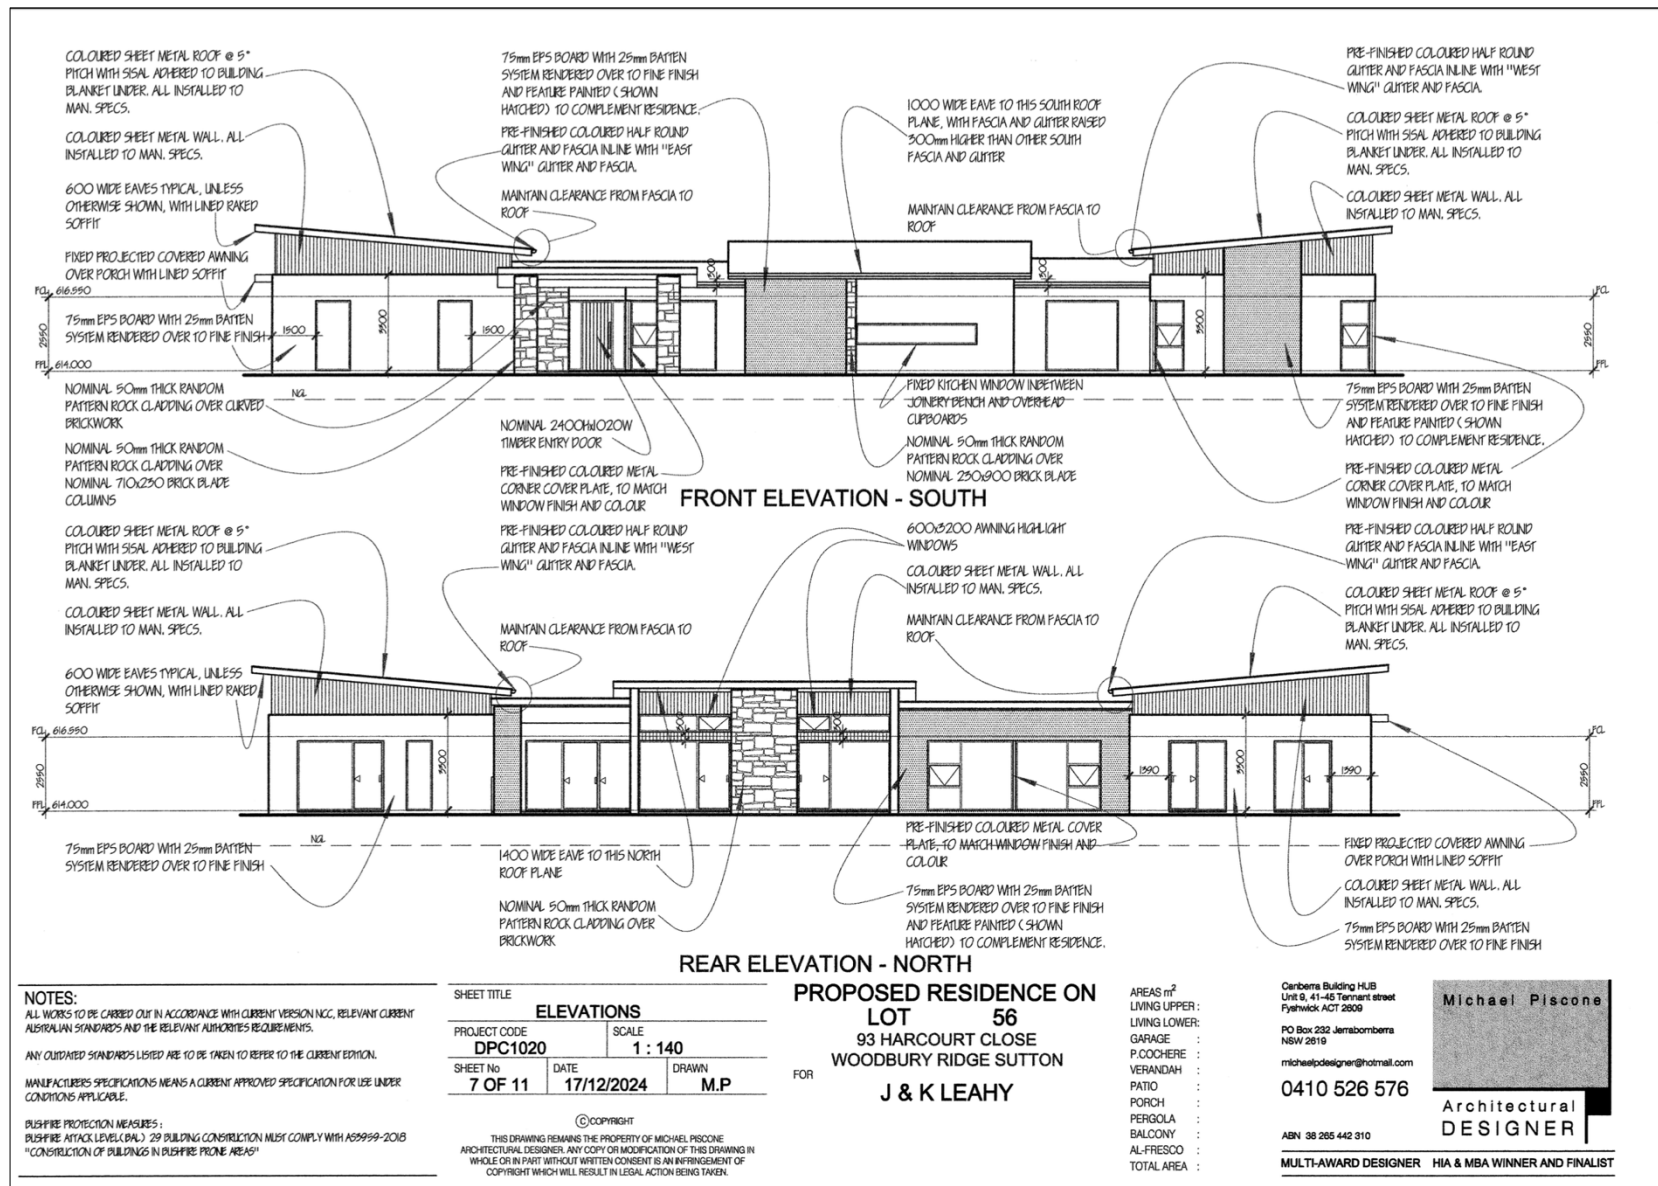 COLOURED SHEET METAL ROOF @ 5°
PITCH WITH SISAL ADHERED TO BUILDING
BLANKET UNDER. ALL INSTALLED TO
MAN. SPECS.
COLOURED SHEET METAL WALL. ALL
INSTALLED TO MAN. SPECS.
600 WIDE EAVES TYPICAL, UNLESS
OTHERWISE SHOWN, WITH LINED RAKED
SOFFIT
FIXED PROJECTED COVERED AWNING
OVER PORCH WITH LINED SOFFIT
75mm EPS BOARD WITH 25mm BATTEN
SYSTEM RENDERED OVER TO FINE FINISH
NOMINAL 50mm THICK RANDOM
PATTERN ROCK CLADDING OVER CURVED
BRICKWORK
NOMINAL 50mm THICK RANDOM
PATTERN ROCK CLADDING OVER
NOMINAL 710x230 BRICK BLADE
COLUMNS
75mm EPS BOARD WITH 25mm BATTEN
SYSTEM RENDERED OVER TO FINE FINISH
AND FEATURE PAINTED (SHOWN
HATCHED) TO COMPLEMENT RESIDENCE.
PRE-FINISHED COLOURED HALF ROUND
GUTTER AND FASCIA INLINE WITH "EAST
WING" GUTTER AND FASCIA.
MAINTAIN CLEARANCE FROM FASCIA TO
ROOF
1000 WIDE EAVE TO THIS SOUTH ROOF
PLANE, WITH FASCIA AND GUTTER RAISED
300mm HIGHER THAN OTHER SOUTH
FASCIA AND GUTTER
MAINTAIN CLEARANCE FROM FASCIA TO
ROOF
PRE-FINISHED COLOURED HALF ROUND
GUTTER AND FASCIA INLINE WITH "WEST
WING" GUTTER AND FASCIA.
COLOURED SHEET METAL ROOF @ 5°
PITCH WITH SISAL ADHERED TO BUILDING
BLANKET UNDER. ALL INSTALLED TO
MAN. SPECS.
COLOURED SHEET METAL WALL. ALL
INSTALLED TO MAN. SPECS.
FCL 616.550
FFL 614.000
2550
1500
3300
1500
300
300
3300
FCL
FFL
2550
NGL
NOMINAL 2400Hx1020W
TIMBER ENTRY DOOR
PRE-FINISHED COLOURED METAL
CORNER COVER PLATE, TO MATCH
WINDOW FINISH AND COLOUR
FIXED KITCHEN WINDOW INBETWEEN
JOINERY BENCH AND OVERHEAD
CUPBOARDS
NOMINAL 50mm THICK RANDOM
PATTERN ROCK CLADDING OVER
NOMINAL 230x900 BRICK BLADE
75mm EPS BOARD WITH 25mm BATTEN
SYSTEM RENDERED OVER TO FINE FINISH
AND FEATURE PAINTED (SHOWN
HATCHED) TO COMPLEMENT RESIDENCE.
PRE-FINISHED COLOURED METAL
CORNER COVER PLATE, TO MATCH
WINDOW FINISH AND COLOUR
FRONT ELEVATION - SOUTH
COLOURED SHEET METAL ROOF @ 5°
PITCH WITH SISAL ADHERED TO BUILDING
BLANKET UNDER. ALL INSTALLED TO
MAN. SPECS.
COLOURED SHEET METAL WALL. ALL
INSTALLED TO MAN. SPECS.
600 WIDE EAVES TYPICAL, UNLESS
OTHERWISE SHOWN, WITH LINED RAKED
SOFFIT
PRE-FINISHED COLOURED HALF ROUND
GUTTER AND FASCIA INLINE WITH "WEST
WING" GUTTER AND FASCIA.
MAINTAIN CLEARANCE FROM FASCIA TO
ROOF
600x3200 AWNING HIGHLIGHT
WINDOWS
COLOURED SHEET METAL WALL. ALL
INSTALLED TO MAN. SPECS.
MAINTAIN CLEARANCE FROM FASCIA TO
ROOF
PRE-FINISHED COLOURED HALF ROUND
GUTTER AND FASCIA INLINE WITH "EAST
WING" GUTTER AND FASCIA.
COLOURED SHEET METAL ROOF @ 5°
PITCH WITH SISAL ADHERED TO BUILDING
BLANKET UNDER. ALL INSTALLED TO
MAN. SPECS.
FCL 616.550
FFL 614.000
2550
3300
1390
3300
1390
FCL
FFL
2550
NGL
75mm EPS BOARD WITH 25mm BATTEN
SYSTEM RENDERED OVER TO FINE FINISH
1400 WIDE EAVE TO THIS NORTH
ROOF PLANE
NOMINAL 50mm THICK RANDOM
PATTERN ROCK CLADDING OVER
BRICKWORK
PRE-FINISHED COLOURED METAL COVER
PLATE, TO MATCH WINDOW FINISH AND
COLOUR
75mm EPS BOARD WITH 25mm BATTEN
SYSTEM RENDERED OVER TO FINE FINISH
AND FEATURE PAINTED (SHOWN
HATCHED) TO COMPLEMENT RESIDENCE.
FIXED PROJECTED COVERED AWNING
OVER PORCH WITH LINED SOFFIT
COLOURED SHEET METAL WALL. ALL
INSTALLED TO MAN. SPECS.
75mm EPS BOARD WITH 25mm BATTEN
SYSTEM RENDERED OVER TO FINE FINISH
REAR ELEVATION - NORTH
NOTES:
ALL WORKS TO BE CARRIED OUT IN ACCORDANCE WITH CURRENT VERSION NCC, RELEVANT CURRENT
AUSTRALIAN STANDARDS AND THE RELEVANT AUTHORITES REQUIREMENTS.
ANY OUTDATED STANDARDS LISTED ARE TO BE TAKEN TO REFER TO THE CURRENT EDITION.
MANUFACTURERS SPECIFICATIONS MEANS A CURRENT APPROVED SPECIFICATION FOR USE UNDER
CONDITIONS APPLICABLE.
BUSHFIRE PROTECTION MEASURES :
BUSHFIRE ATTACK LEVEL (BAL) 29 BUILDING CONSTRUCTION MUST COMPLY WITH AS3959-2018
"CONSTRUCTION OF BUILDINGS IN BUSHFIRE PRONE AREAS"
SHEET TITLE
ELEVATIONS
PROJECT CODE
DPC1020
SCALE
1 : 140
SHEET No
7 OF 11
DATE
17/12/2024
DRAWN
M.P
© COPYRIGHT
THIS DRAWING REMAINS THE PROPERTY OF MICHAEL PISCONE
ARCHITECTURAL DESIGNER. ANY COPY OR MODIFICATION OF THIS DRAWING IN
WHOLE OR IN PART WITHOUT WRITTEN CONSENT IS AN INFRINGEMENT OF
COPYRIGHT WHICH WILL RESULT IN LEGAL ACTION BEING TAKEN.
PROPOSED RESIDENCE ON
LOT 56
93 HARCOURT CLOSE
WOODBURY RIDGE SUTTON
FOR
J & K LEAHY
AREAS m²
LIVING UPPER :
LIVING LOWER:
GARAGE :
P.COCHERE :
VERANDAH :
PATIO :
PORCH :
PERGOLA :
BALCONY :
AL-FRESCO :
TOTAL AREA :
Canberra Building HUB
Unit 9, 41-45 Tennant street
Fyshwick ACT 2609
PO Box 232 Jerrabomberra
NSW 2619
michaelpdesigner@hotmail.com
0410 526 576
ABN 38 265 442 310
Michael Piscone
Architectural
DESIGNER
MULTI-AWARD DESIGNER HIA & MBA WINNER AND FINALIST